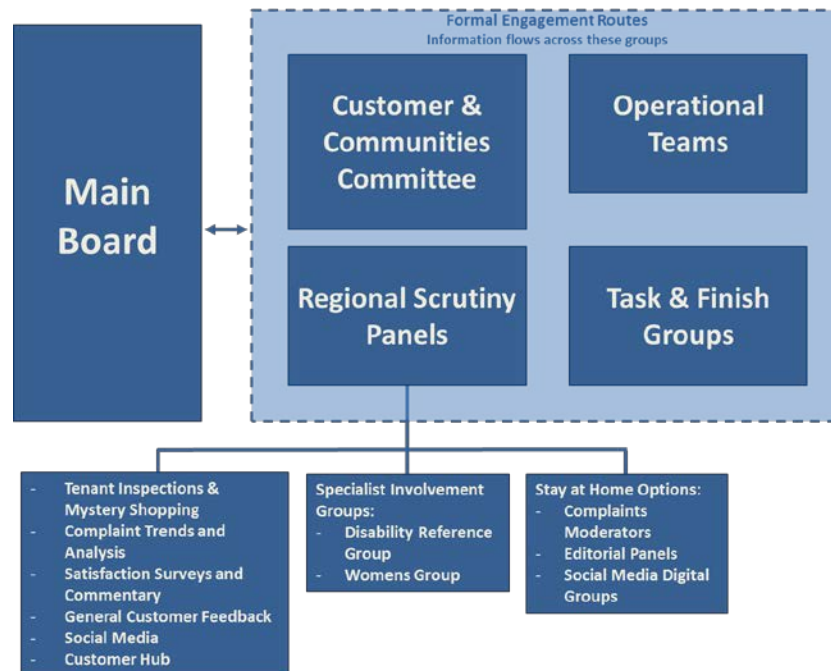 Formal Engagement Routes
Information flows across these groups
Main
Board
Customer &
Communities
Committee
Operational
Teams
Regional Scrutiny
Panels
Task & Finish
Groups
- Tenant Inspections &
Mystery Shopping
- Complaint Trends and
Analysis
- Satisfaction Surveys and
Commentary
- General Customer Feedback
- Social Media
- Customer Hub
Specialist Involvement
Groups:
- Disability Reference
Group
- Womens Group
Stay at Home Options:
- Complaints
Moderators
- Editorial Panels
- Social Media Digital
Groups